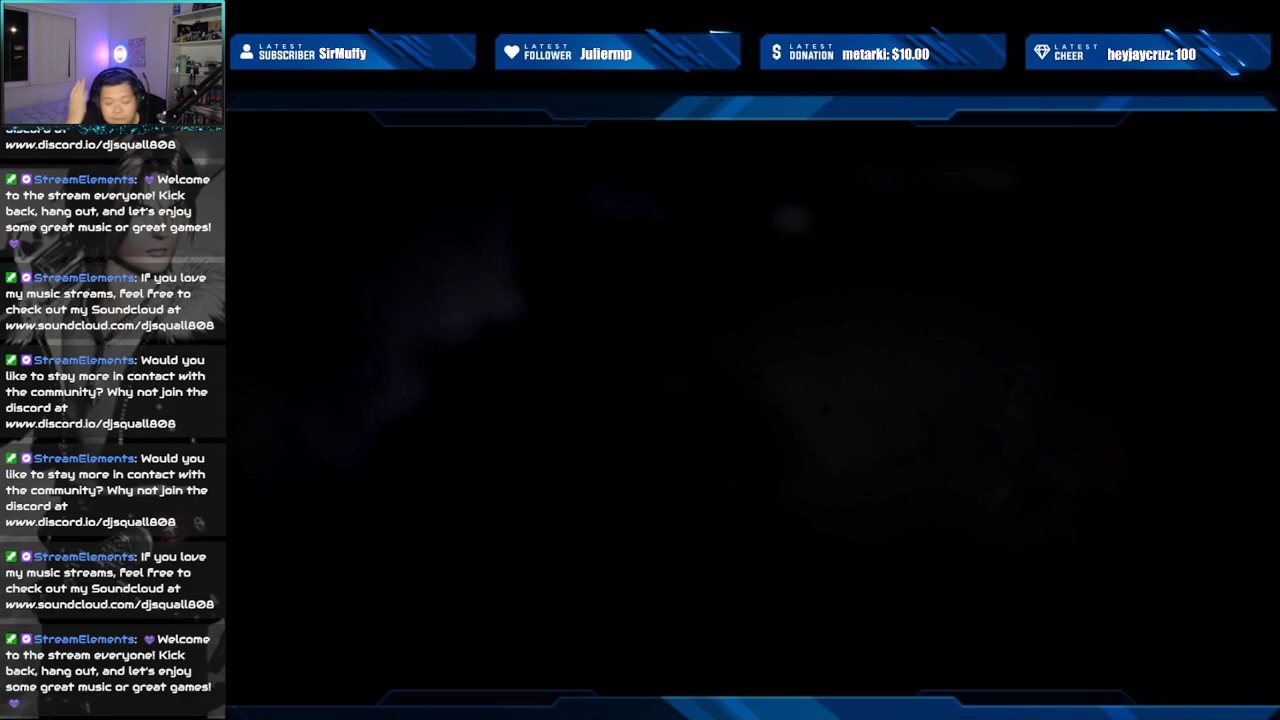 LATEST
SUBSCRIBER SirMuffy
LATEST
FOLLOWER Juliermp
LATEST
DONATION metarki: $10.00
LATEST
CHEER heyjaycruz: 100
discord at
www.discord.io/djsquall808
StreamElements: 💜Welcome
to the stream everyone! Kick
back, hang out, and let's enjoy
some great music or great games!
💜
StreamElements: If you love
my music streams, feel free to
check out my Soundcloud at
www.soundcloud.com/djsquall808
StreamElements: Would you
like to stay more in contact with
the community? Why not join the
discord at
www.discord.io/djsquall808
StreamElements: Would you
like to stay more in contact with
the community? Why not join the
discord at
www.discord.io/djsquall808
StreamElements: If you love
my music streams, feel free to
check out my Soundcloud at
www.soundcloud.com/djsquall808
StreamElements: 💜Welcome
to the stream everyone! Kick
back, hang out, and let's enjoy
some great music or great games!
💜